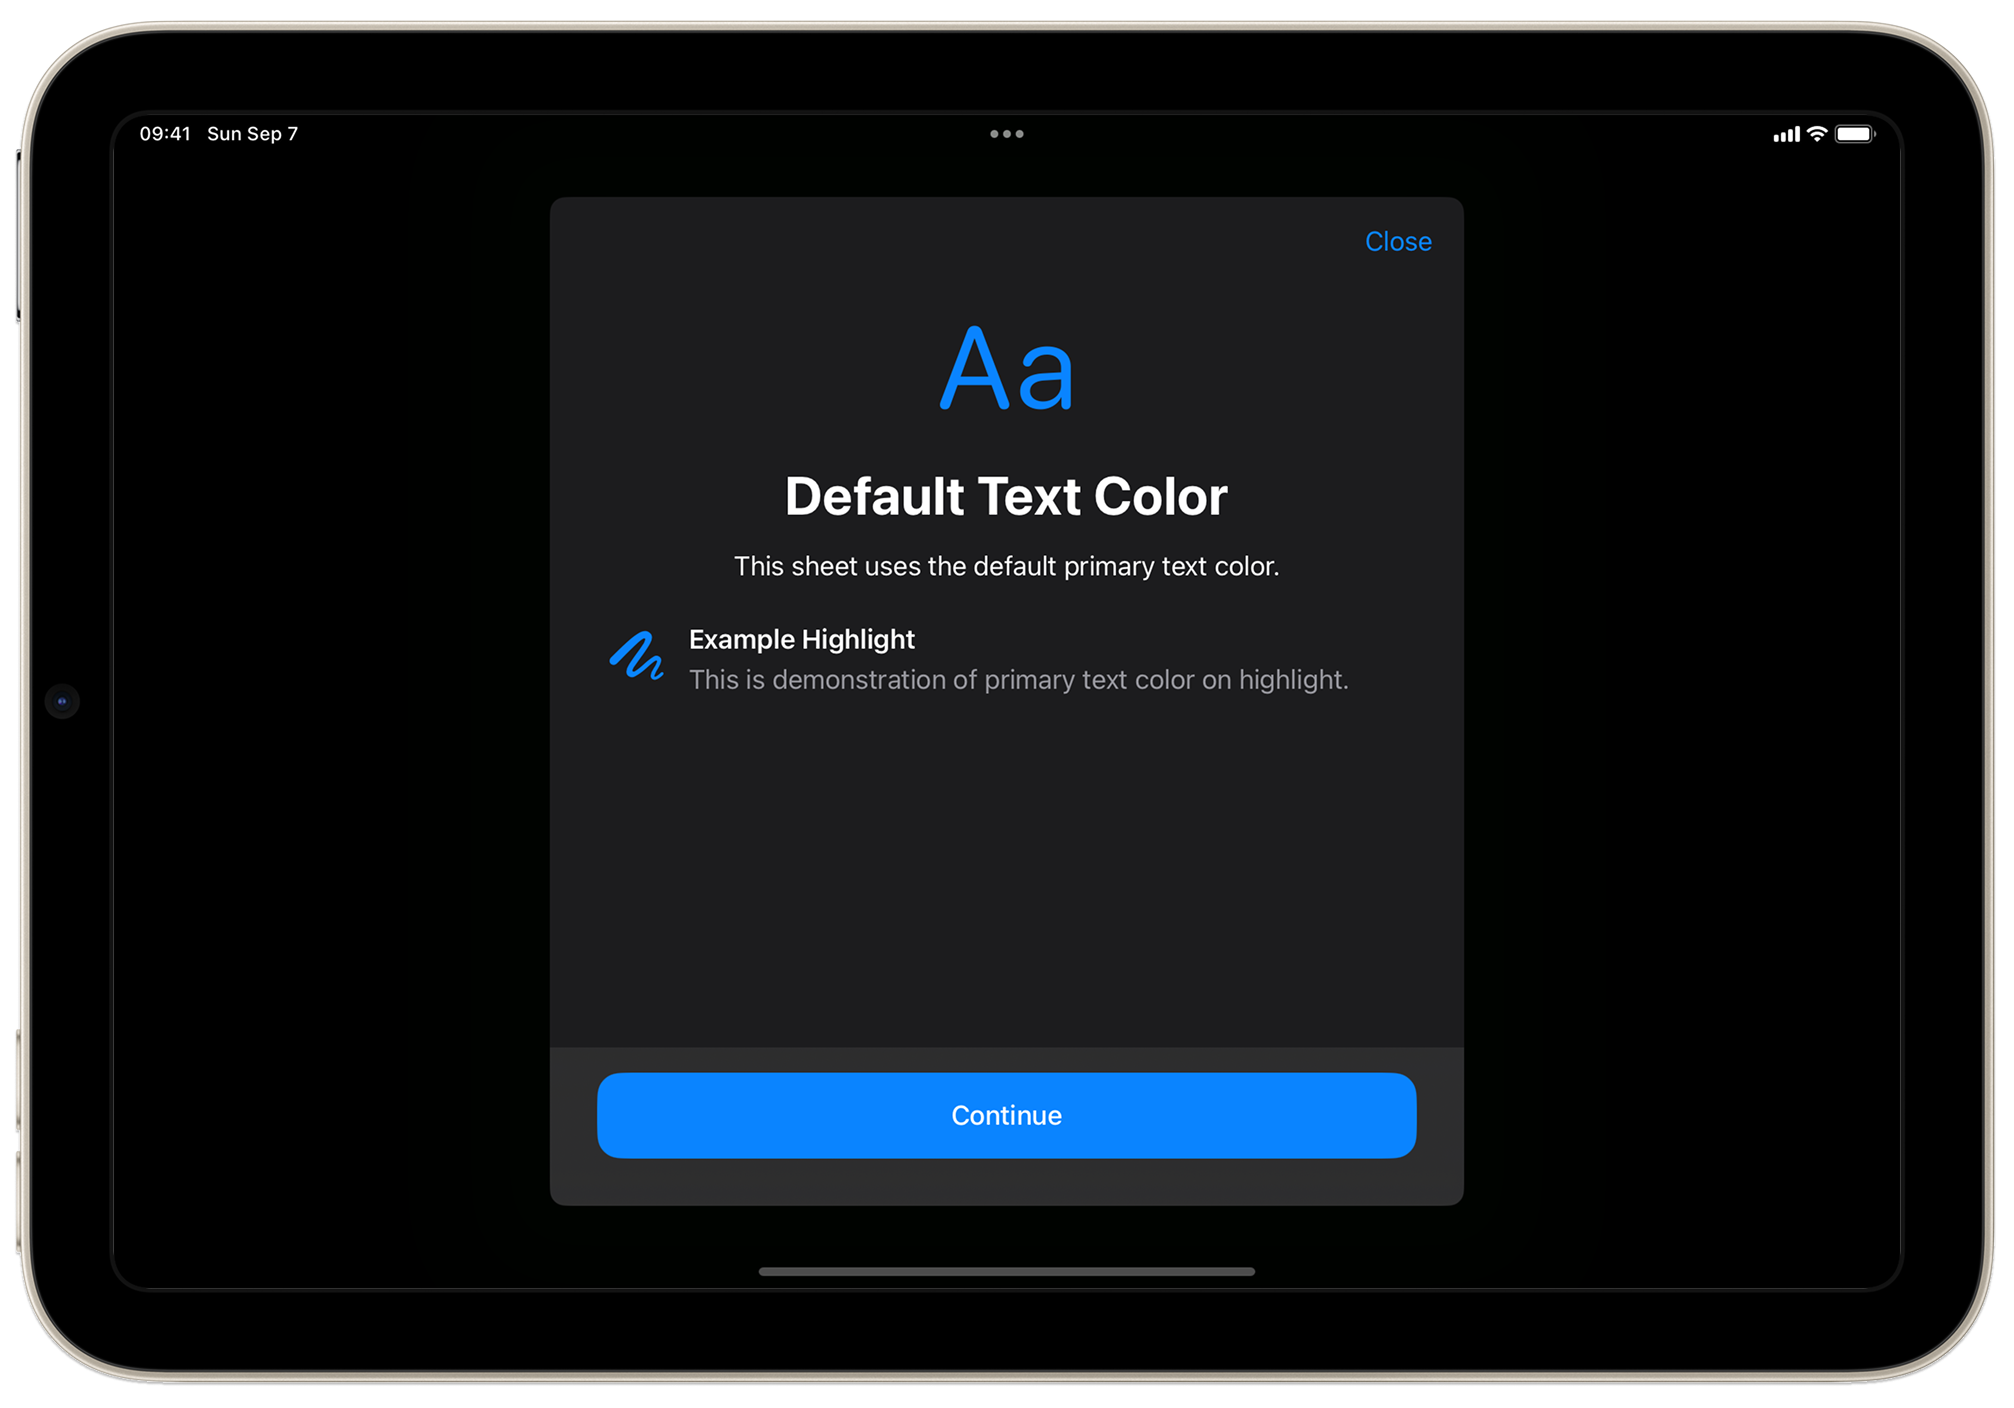 09:41 Sun Sep 7
Close
Aa
Default Text Color
This sheet uses the default primary text color.
Example Highlight
This is demonstration of primary text color on highlight.
Continue